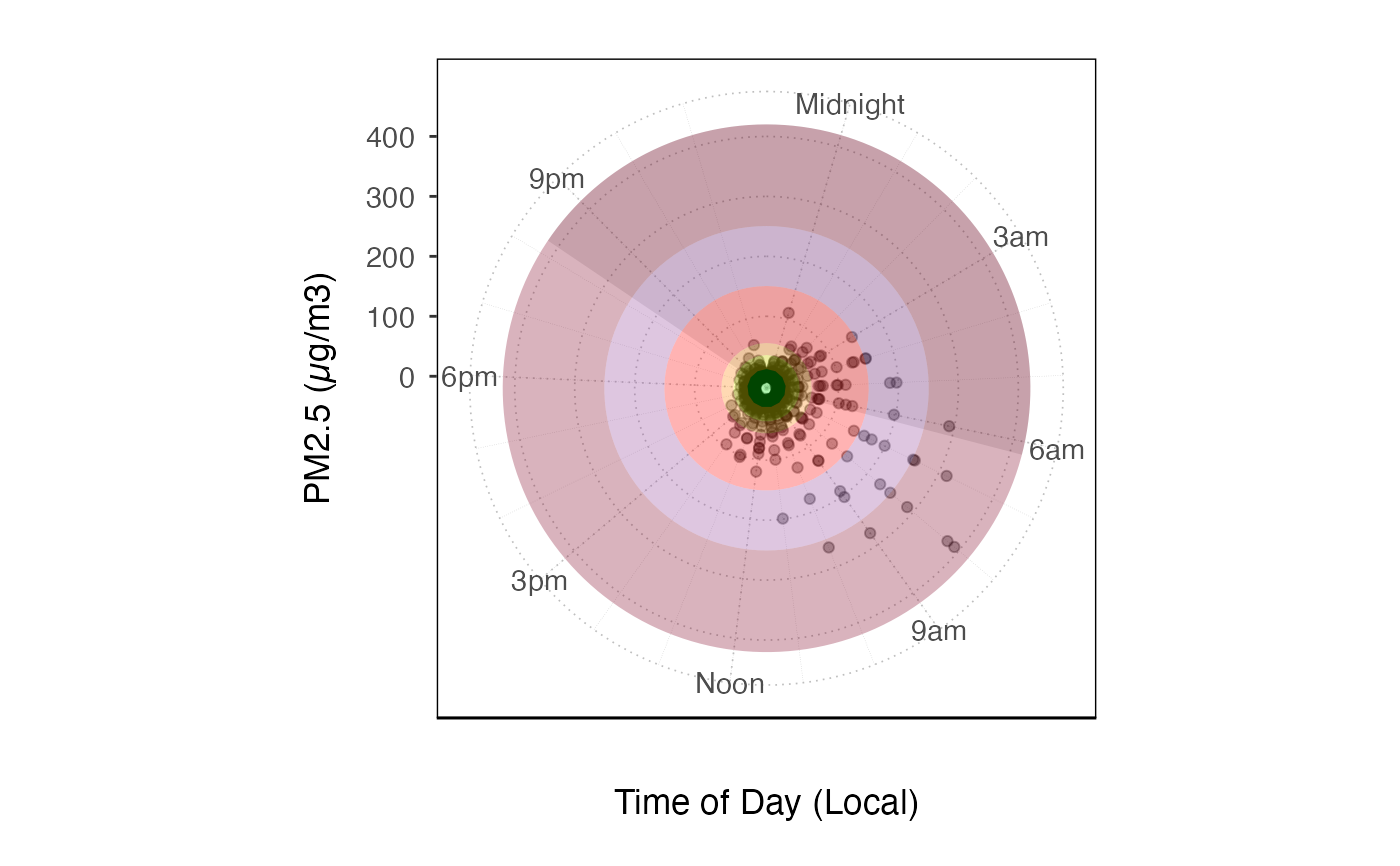 Midnight
400
9pm
300
3am
200
100
0
6pm
PM2.5 (µg/m3)
6am
3pm
9am
Noon
Time of Day (Local)